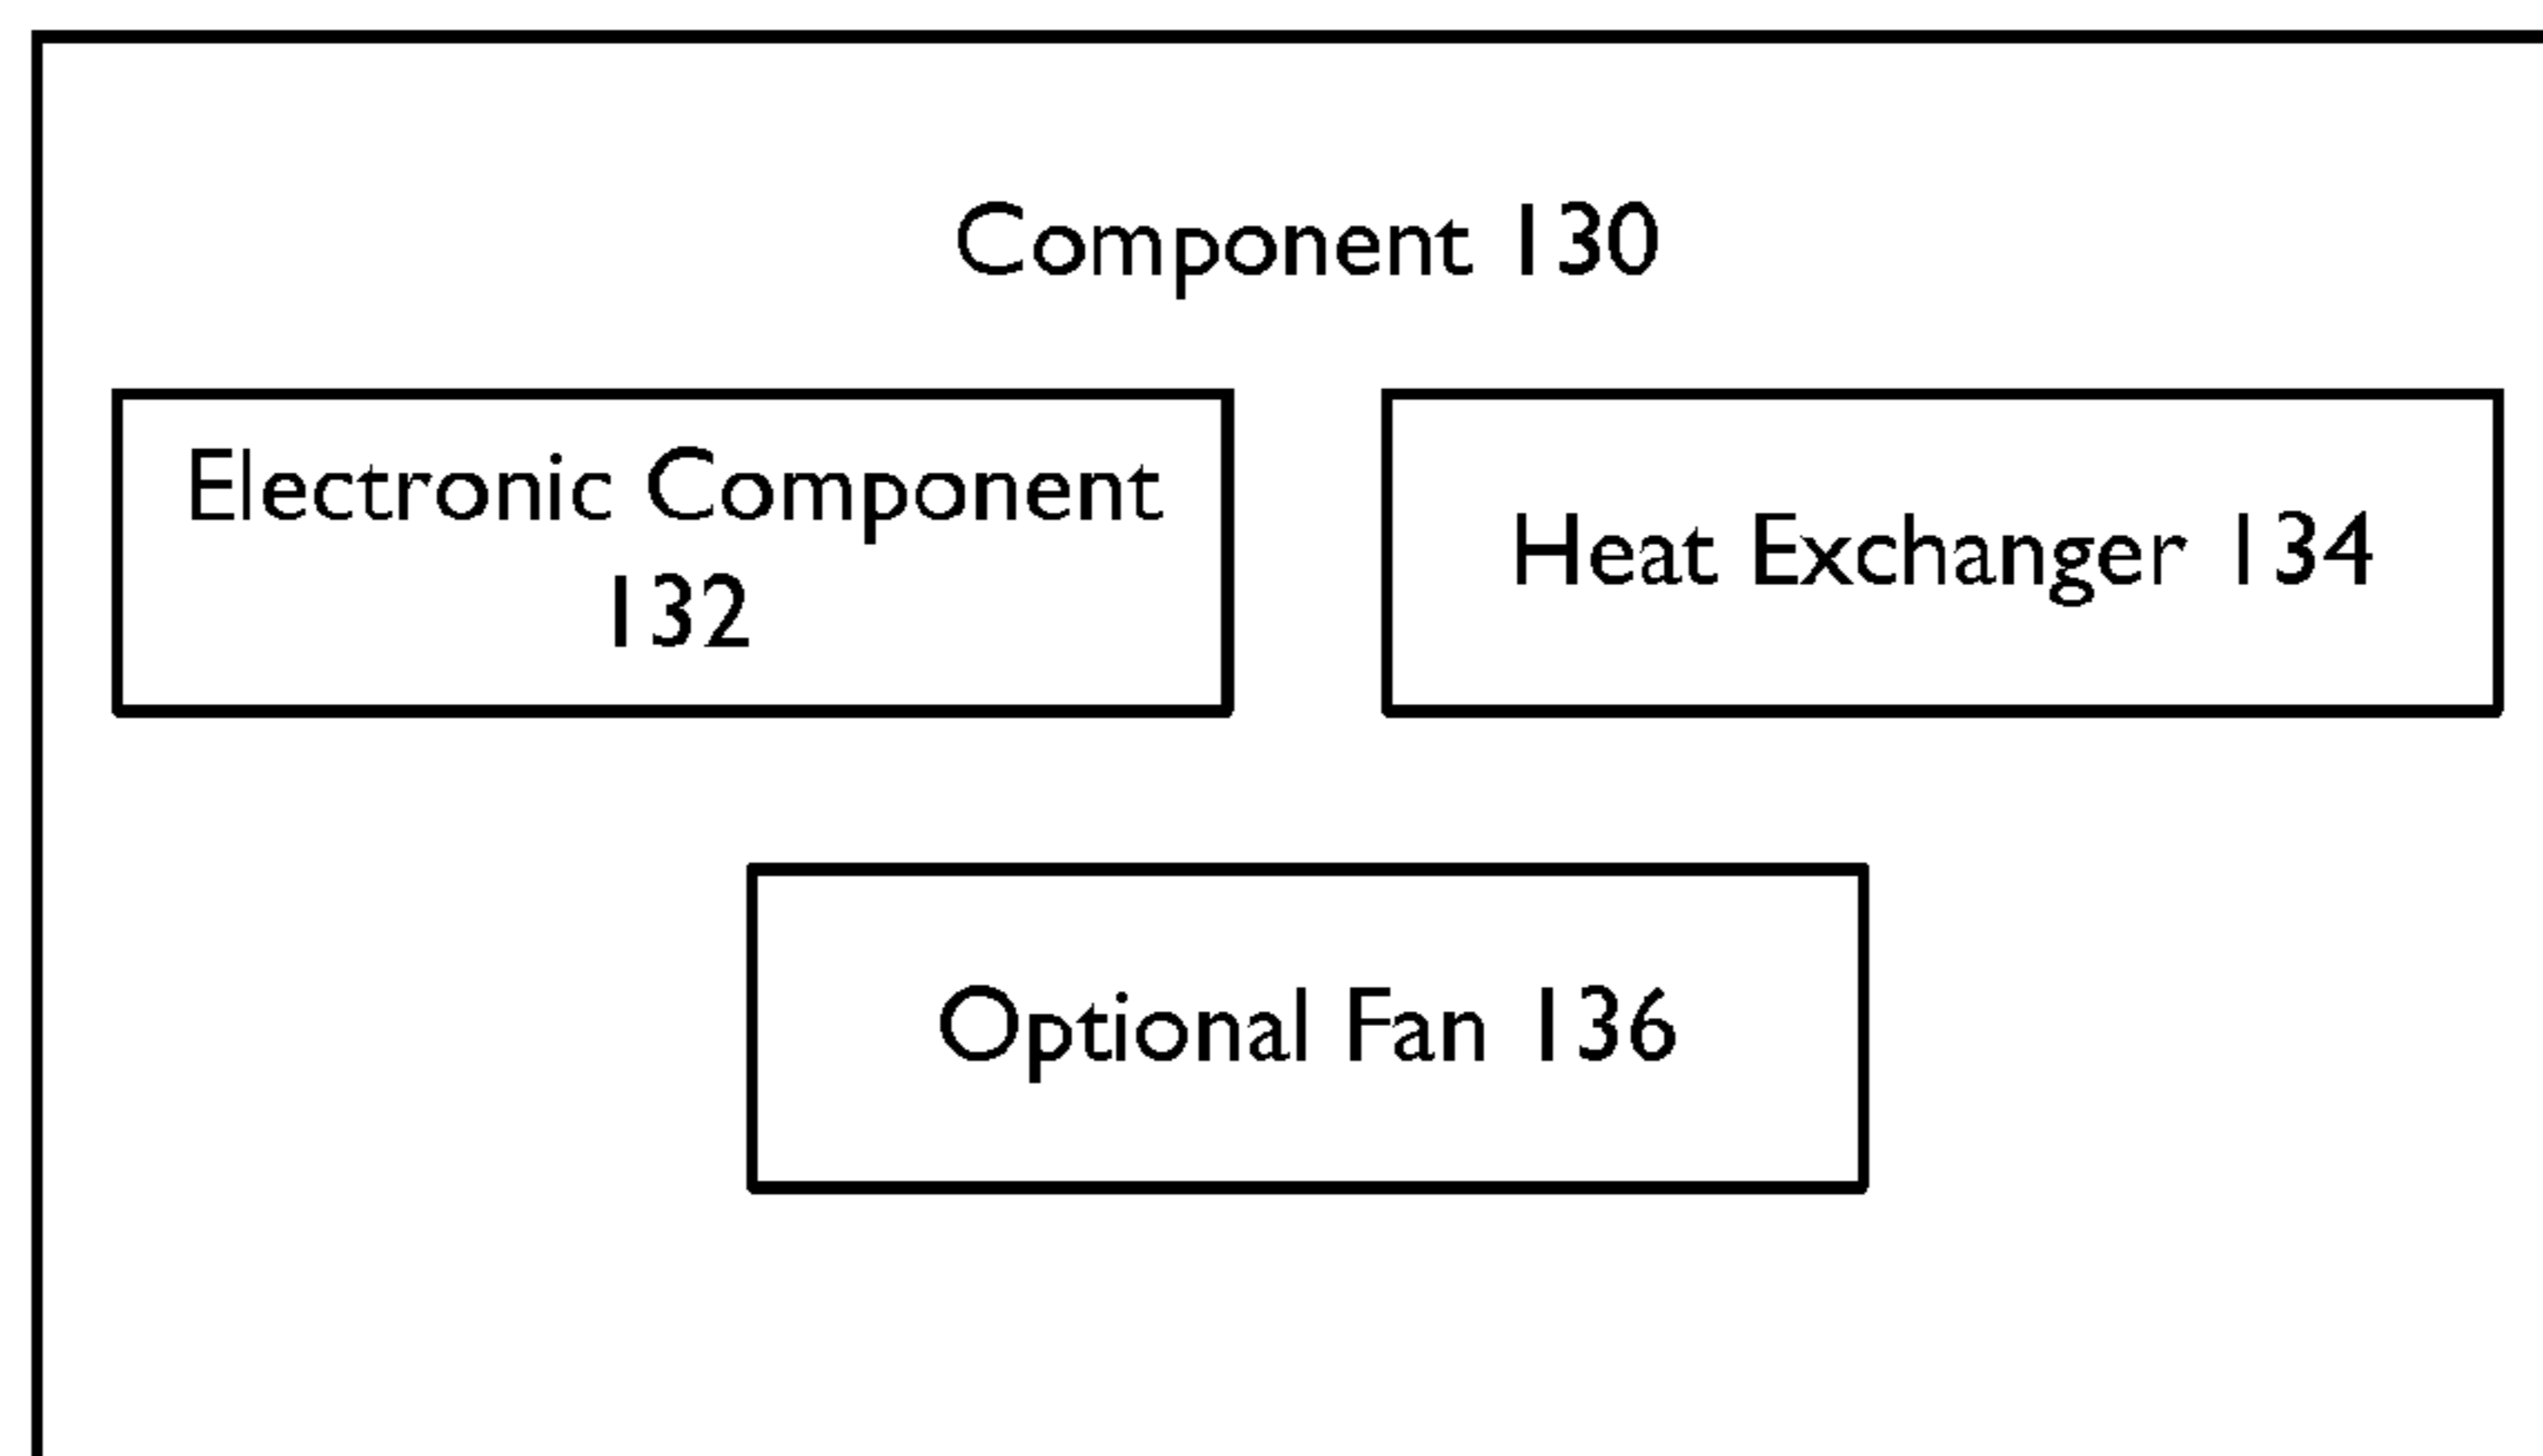 Component 130
Electronic Component
132
Heat Exchanger 134
Optional Fan 136